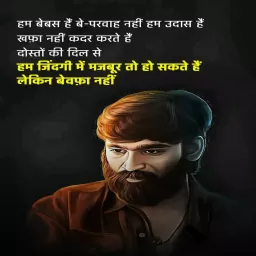 हम बेबस हैं बे-परवाह नहीं हम उदास हैं
खफ़ा नहीं कदर करते हैं
दोस्तों की दिल से
हम जिंदगी में मजबूर तो हो सकते हैं
लेकिन बेवफ़ा नहीं